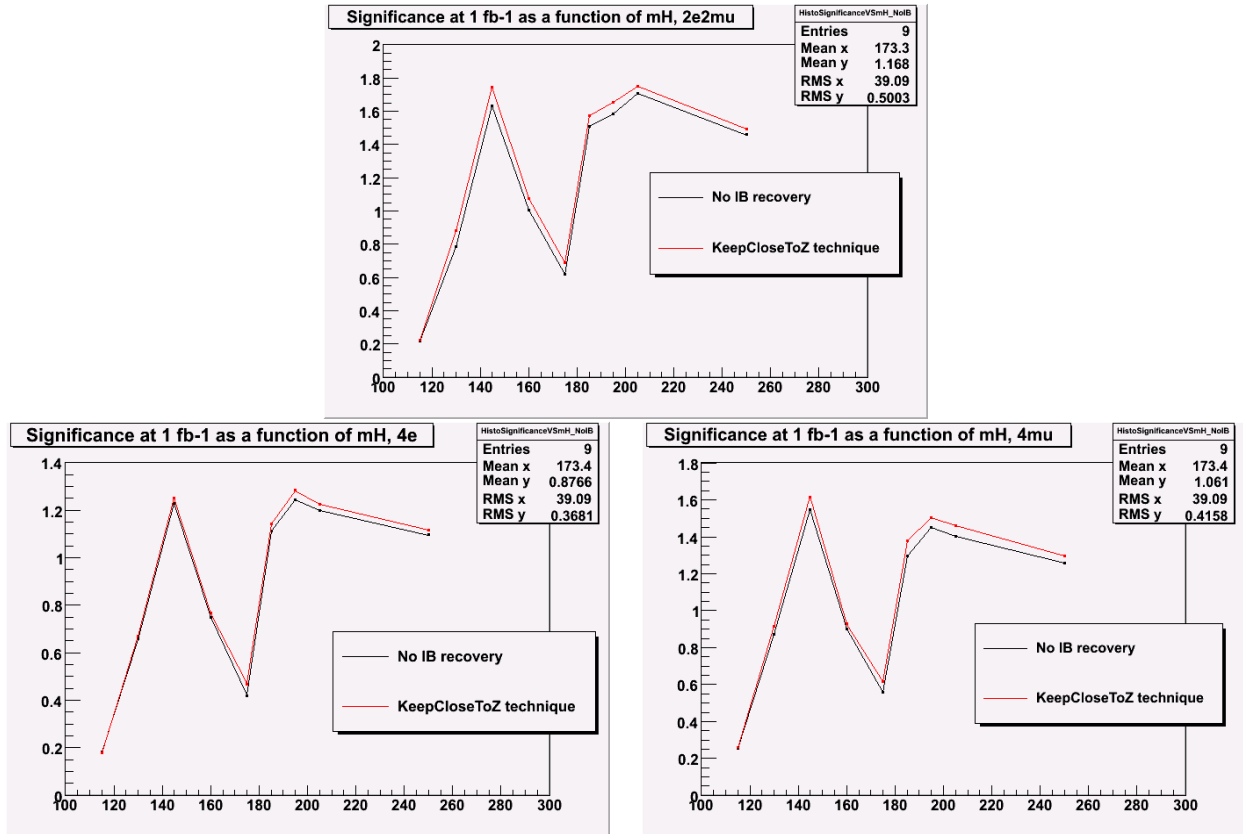 Significance at 1 fb-1 as a function of mH, 2e2mu
HistoSignificanceVSmH_NoIB
Entries 9
Mean x 173.3
Mean y 1.168
RMS x 39.09
RMS y 0.5003
2
1.8
1.6
1.4
1.2
1
0.8
0.6
0.4
0.2
0
100 120 140 160 180 200 220 240 260 280 300
No IB recovery
KeepCloseToZ technique
Significance at 1 fb-1 as a function of mH, 4e
HistoSignificanceVSmH_NoIB
Entries 9
Mean x 173.4
Mean y 0.8766
RMS x 39.09
RMS y 0.3681
1.4
1.2
1
0.8
0.6
0.4
0.2
0
100 120 140 160 180 200 220 240 260 280 300
No IB recovery
KeepCloseToZ technique
Significance at 1 fb-1 as a function of mH, 4mu
HistoSignificanceVSmH_NoIB
Entries 9
Mean x 173.4
Mean y 1.061
RMS x 39.09
RMS y 0.4158
1.8
1.6
1.4
1.2
1
0.8
0.6
0.4
0.2
0
100 120 140 160 180 200 220 240 260 280 300
No IB recovery
KeepCloseToZ technique